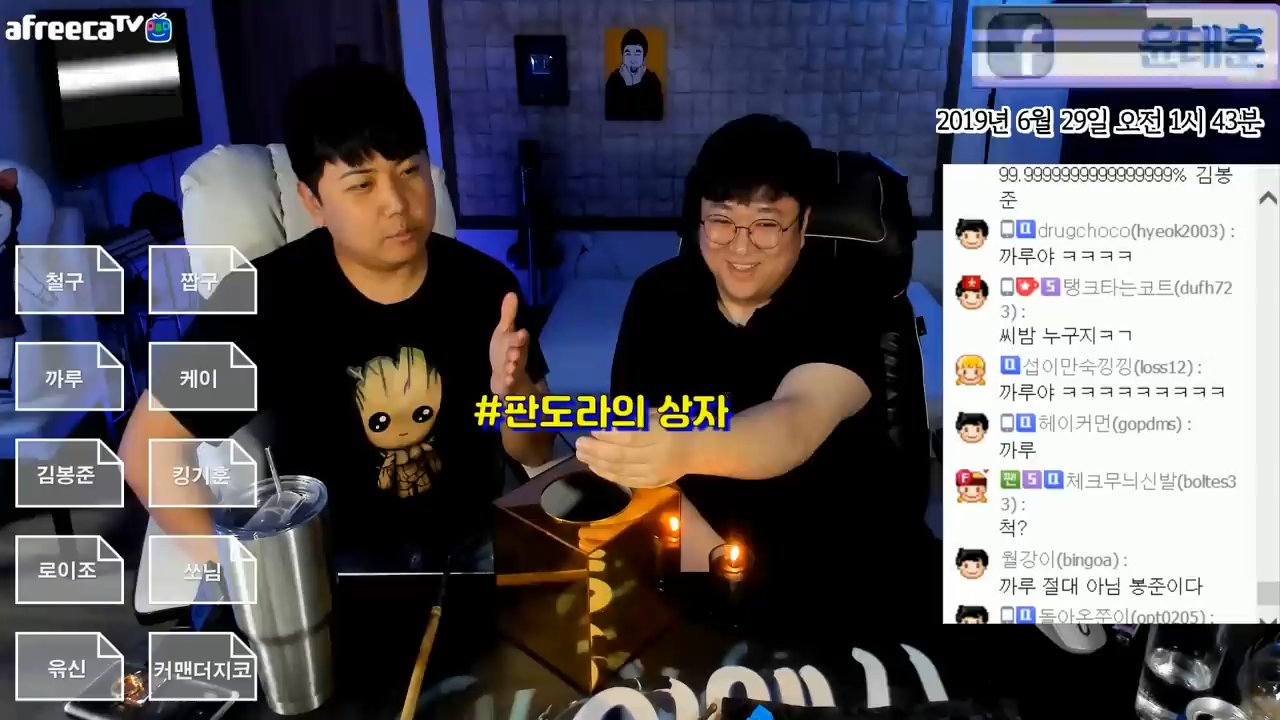 afreecaTV
윤태훈
2019년 6월 29일 오전 1시 43분
99.9999999999999999% 김봉
준
drugchoco(hyeok2003) :
까루야 ㅋㅋㅋㅋ
탱크타는코트(dufh72
3) :
씨밤 누구지ㅋㄱ
섭이만숙낑낑(loss12) :
까루야 ㅋㅋㅋㅋㅋㅋㅋㅋㅋ
헤이커먼(gopdms) :
까루
체크무늬신발(boltes3
3) :
척?
월강이(bingoa) :
까루 절대 아님 봉준이다
돌아온쭈이(opt0205) :
철구
짭구
까루
케이
김봉준
킹기훈
로이조
쏘님
윾신
커맨더지코
#판도라의 상자